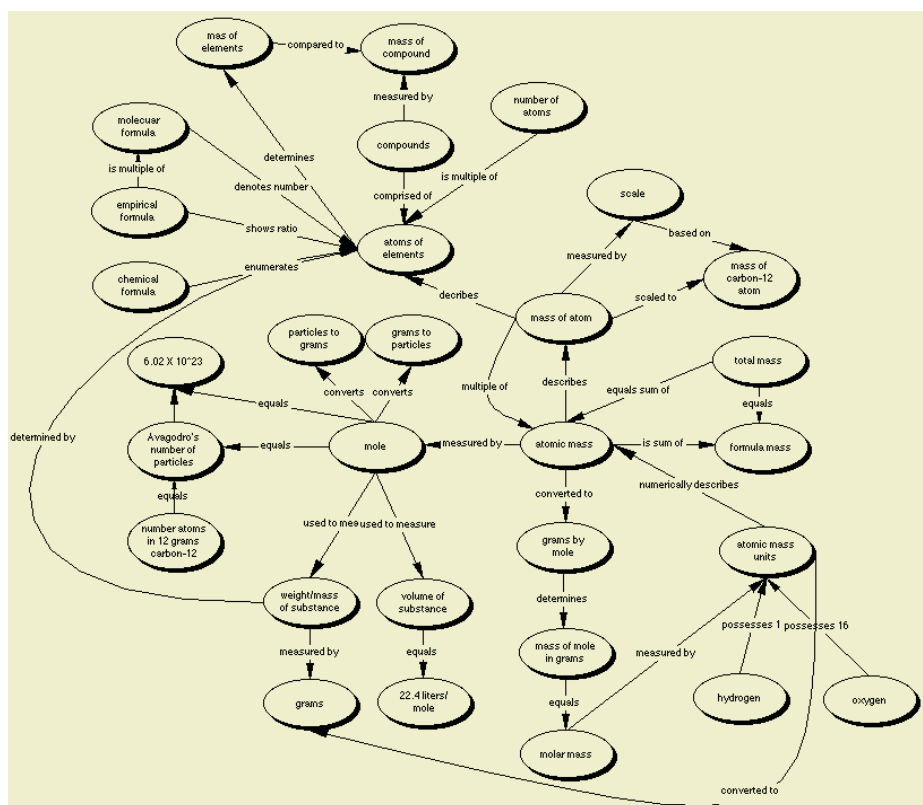 mas of
elements
compared to
mass of
compound
measured by
number of
atoms
molecuar
formula
compounds
determines
is multiple of
is multiple of
denotes number
comprised of
scale
empirical
formula
shows ratio
atoms of
elements
based on
measured by
enumerates
mass of
carbon-12
atom
chemical
formula
decribes
scaled to
mass of atom
particles to
grams
grams to
particles
6.02 X 10^23
total mass
converts
converts
multiple of
describes
equals sum of
equals
equals
determined by
Avagodro's
number of
particles
equals
mole
measured by
atomic mass
is sum of
formula mass
equals
converted to
numerically describes
number atoms
in 12 grams
carbon-12
used to mea
used to measure
grams by
mole
atomic mass
units
weight/mass
of substance
volume of
substance
determines
possesses 1
possesses 16
measured by
equals
mass of mole
in grams
measured by
grams
22.4 liters/
mole
equals
hydrogen
oxygen
molar mass
converted to